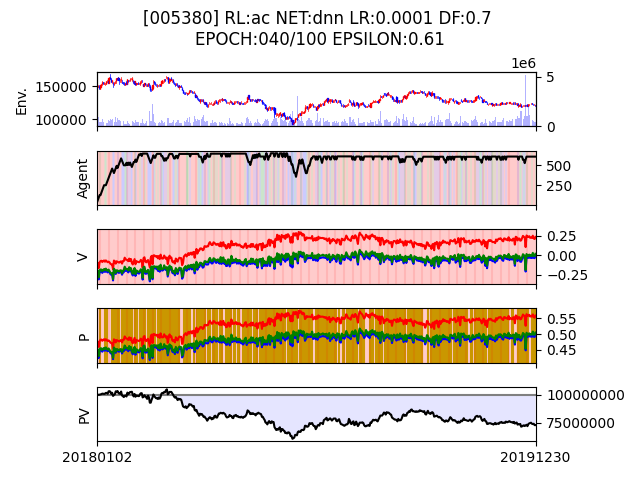 [005380] RL:ac NET:dnn LR:0.0001 DF:0.7
EPOCH:040/100 EPSILON:0.61
1e6
Env.
150000
100000
5
0
Agent
500
250
V
0.25
0.00
−0.25
P
0.55
0.50
0.45
PV
100000000
75000000
20180102
20191230